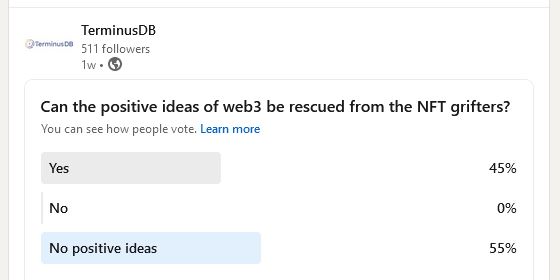 TerminusDB
TerminusDB
511 followers
1w •
Can the positive ideas of web3 be rescued from the NFT grifters?
You can see how people vote. Learn more
Yes 45%
No 0%
No positive ideas 55%